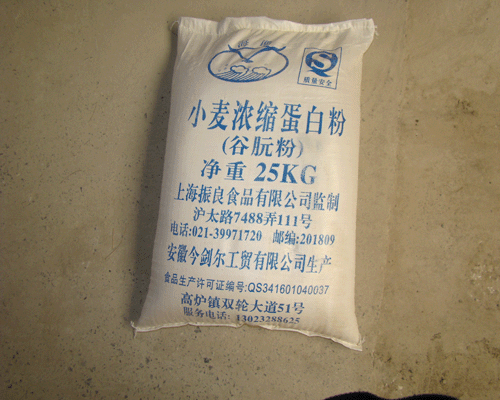 质量安全
小麦浓缩蛋白粉
(谷朊粉)
净重 25KG
上海振良食品有限公司监制
沪太路7488弄111号
电话:021-39971720 邮编:201809
安徽今剑尔工贸有限公司生产
食品生产许可证编号:QS341601040037
高炉镇双轮大道51号
服务电话: 13023288625